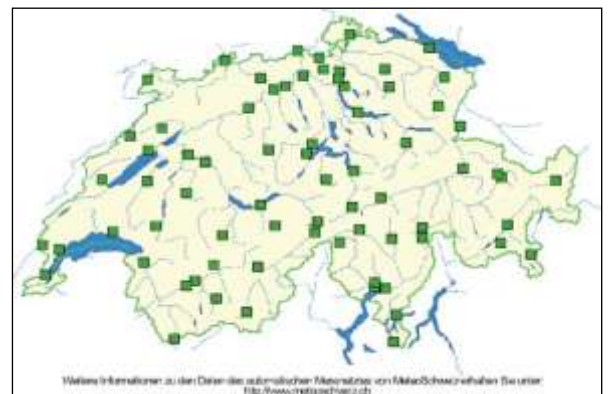 Weitere Informationen zu den Daten des automatischen Messnetzes von MeteoSchweiz erhalten Sie unter:
http://www.meteoschweiz.ch